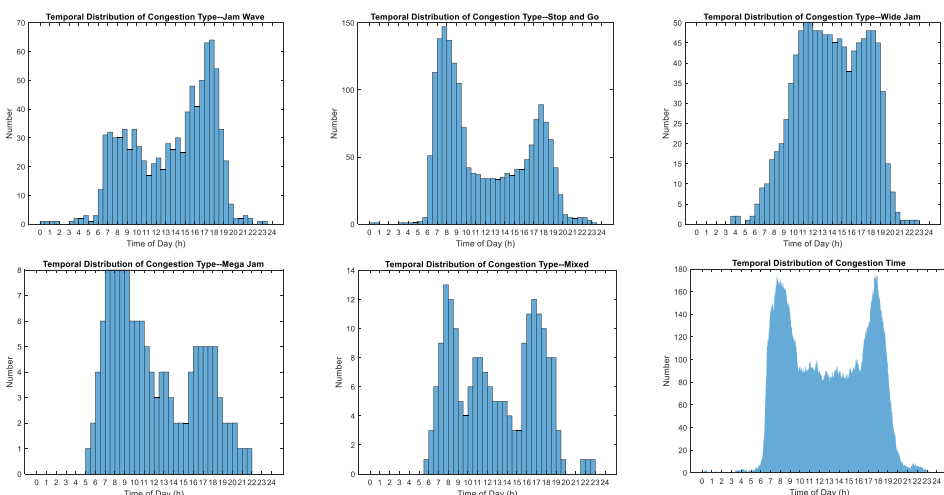 Temporal Distribution of Congestion Type--Jam Wave
70
60
50
40
30
20
10
0
Number
0 1 2 3 4 5 6 7 8 9 10 11 12 13 14 15 16 17 18 19 20 21 22 23 24
Time of Day (h)
Temporal Distribution of Congestion Type--Stop and Go
150
100
50
0
Number
0 1 2 3 4 5 6 7 8 9 10 11 12 13 14 15 16 17 18 19 20 21 22 23 24
Time of Day (h)
Temporal Distribution of Congestion Type--Wide Jam
50
45
40
35
30
25
20
15
10
5
0
Number
0 1 2 3 4 5 6 7 8 9 10 11 12 13 14 15 16 17 18 19 20 21 22 23 24
Time of Day (h)
Temporal Distribution of Congestion Type--Mega Jam
8
7
6
5
4
3
2
1
0
Number
0 1 2 3 4 5 6 7 8 9 10 11 12 13 14 15 16 17 18 19 20 21 22 23 24
Time of Day (h)
Temporal Distribution of Congestion Type--Mixed
14
12
10
8
6
4
2
0
Number
0 1 2 3 4 5 6 7 8 9 10 11 12 13 14 15 16 17 18 19 20 21 22 23 24
Time of Day (h)
Temporal Distribution of Congestion Time
180
160
140
120
100
80
60
40
20
0
Number
0 1 2 3 4 5 6 7 8 9 10 11 12 13 14 15 16 17 18 19 20 21 22 23 24
Time of Day (h)